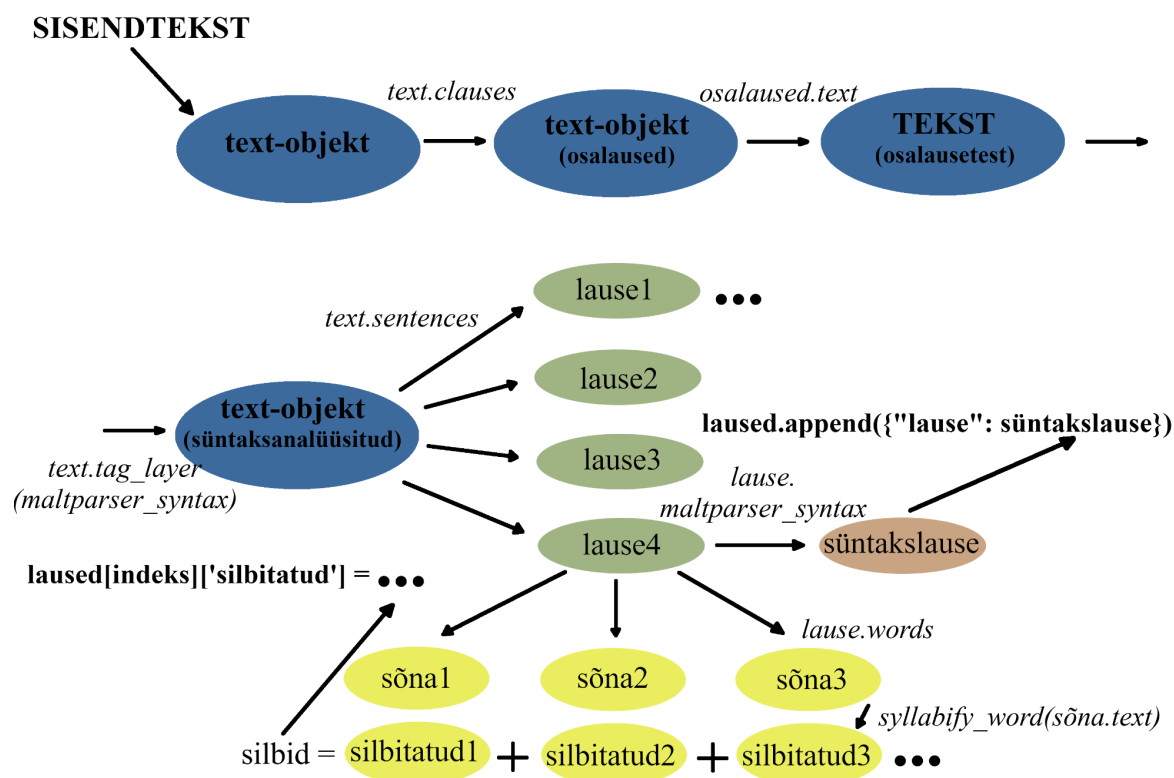 SISENDTEKST
text.clauses
osalaused.text
text-objekt
text-objekt
(osalaused)
TEKST
(osalausetest)
lause1 •••
text.sentences
lause2
text-objekt
(süntaksanalüüsitud)
laused.append({"lause": süntakslause})
lause3
text.tag_layer
(maltparser_syntax)
lause.
maltparser_syntax
lause4
süntakslause
laused[indeks]['silbitatud'] = •••
lause.words
sõna1
sõna2
sõna3
syllabify_word(sõna.text)
silbid = silbitatud1 + silbitatud2 + silbitatud3 •••